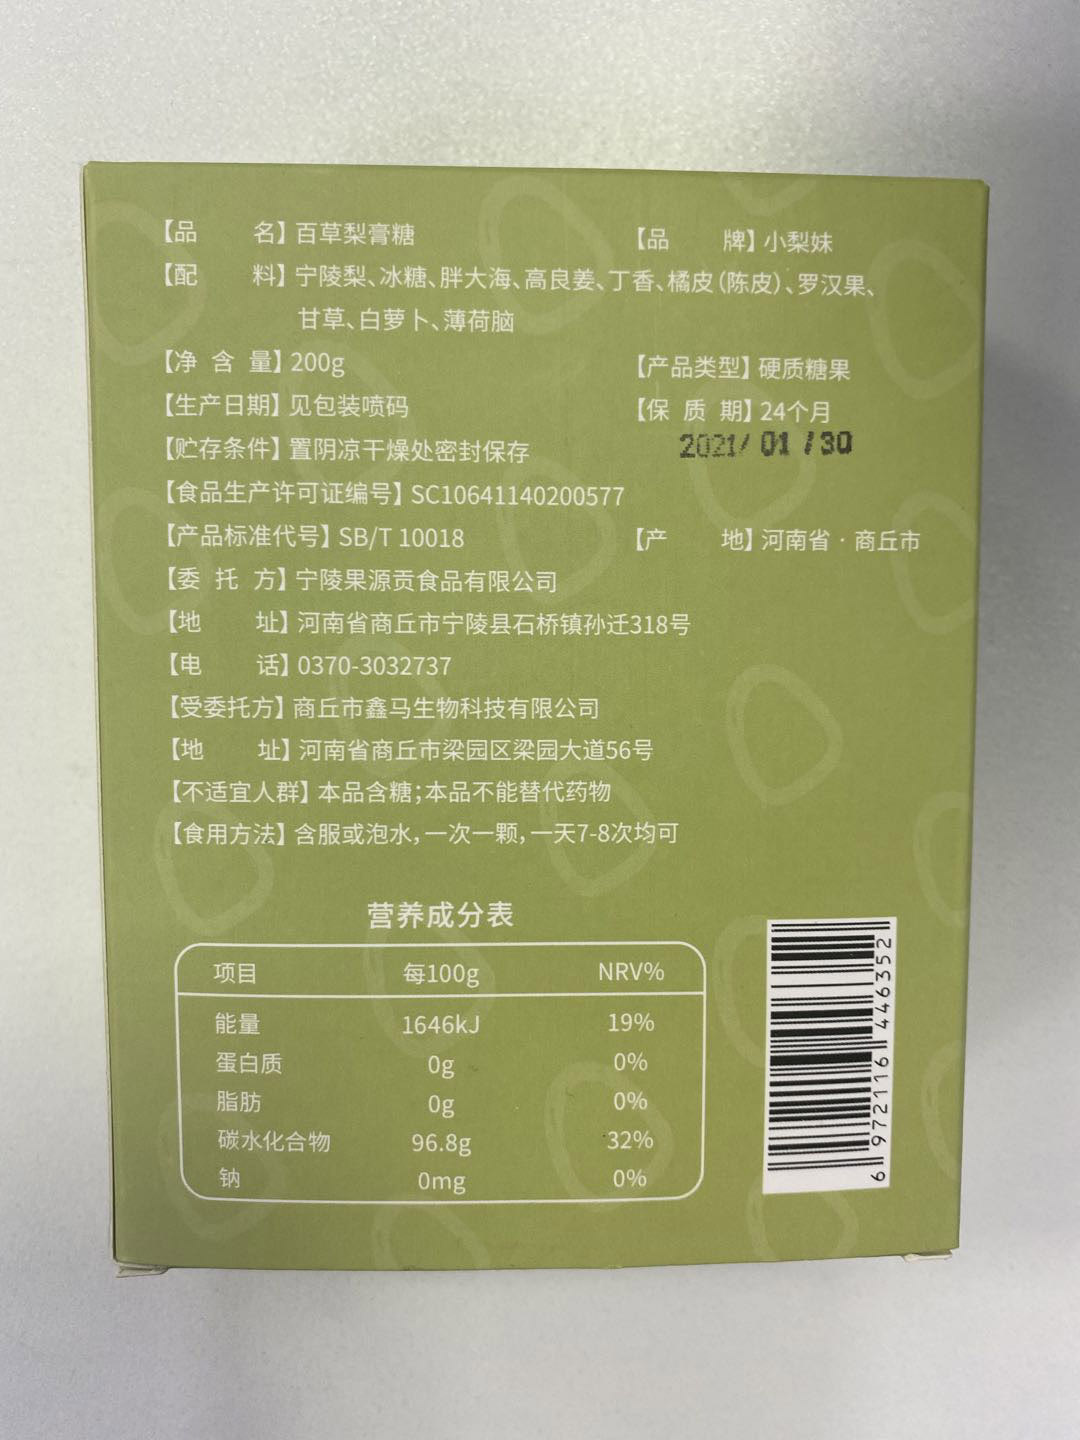 【品 名】百草梨膏糖 【品 牌】小梨妹
【配 料】宁陵梨、冰糖、胖大海、高良姜、丁香、橘皮(陈皮)、罗汉果、
甘草、白萝卜、薄荷脑
【净 含 量】200g 【产品类型】硬质糖果
【生产日期】见包装喷码 【保 质 期】24个月
2021/01/30
【贮存条件】置阴凉干燥处密封保存
【食品生产许可证编号】SC10641140200577
【产品标准代号】SB/T 10018 【产 地】河南省·商丘市
【委 托 方】宁陵果源贡食品有限公司
【地 址】河南省商丘市宁陵县石桥镇孙迁318号
【电 话】0370-3032737
【受委托方】商丘市鑫马生物科技有限公司
【地 址】河南省商丘市梁园区梁园大道56号
【不适宜人群】本品含糖;本品不能替代药物
【食用方法】含服或泡水,一次一颗,一天7-8次均可
营养成分表
项目 每100g NRV%
能量 1646kJ 19%
蛋白质 0g 0%
脂肪 0g 0%
碳水化合物 96.8g 32%
钠 0mg 0%
6 972116 446352